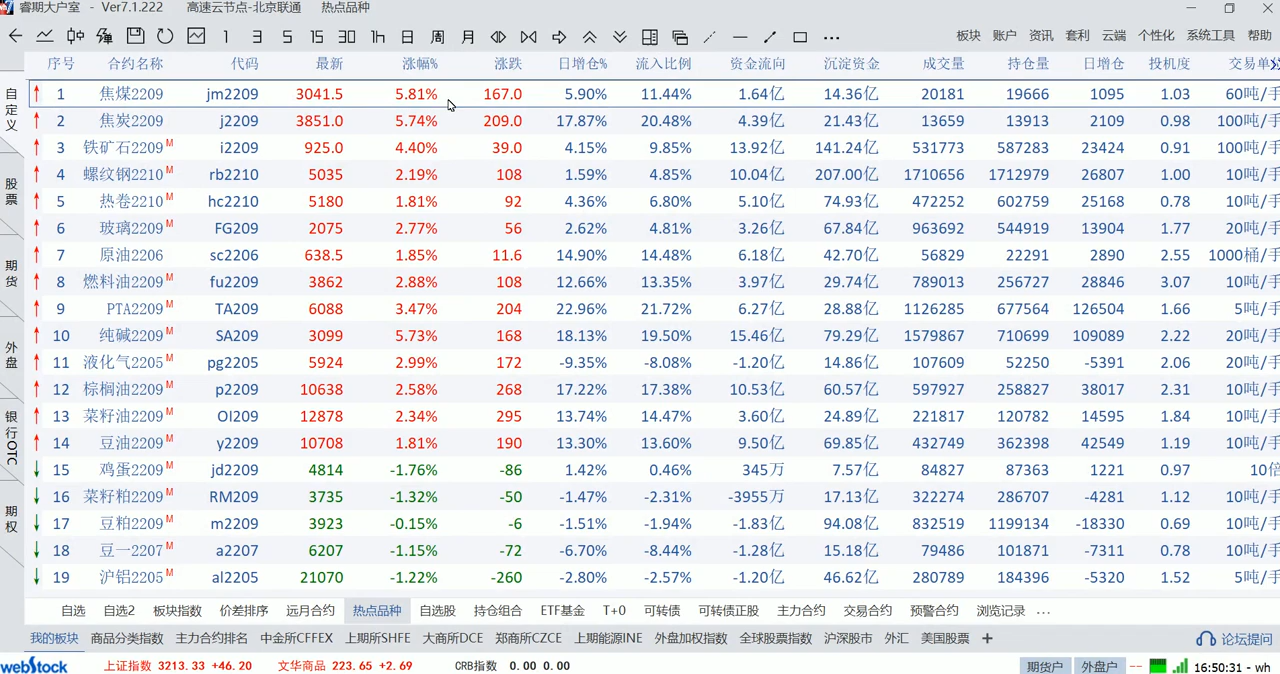 睿期大户室 - Ver7.1.222 高速云节点-北京联通 热点品种
1 3 5 15 30 1h 日 周 月 ... 板块 账户 资讯 套利 云端 个性化 系统工具 帮助
序号 合约名称 代码 最新 涨幅% 涨跌 日增仓% 流入比例 资金流向 沉淀资金 成交量 持仓量 日增仓 投机度 交易单
↑ 1 焦煤2209 jm2209 3041.5 5.81% 167.0 5.90% 11.44% 1.64亿 14.36亿 20181 19666 1095 1.03 60吨/手
↑ 2 焦炭2209 j2209 3851.0 5.74% 209.0 17.87% 20.48% 4.39亿 21.43亿 13659 13913 2109 0.98 100吨/手
↑ 3 铁矿石2209 M i2209 925.0 4.40% 39.0 4.15% 9.85% 13.92亿 141.24亿 531773 587283 23424 0.91 100吨/手
↑ 4 螺纹钢2210 M rb2210 5035 2.19% 108 1.59% 4.85% 10.04亿 207.00亿 1710656 1712979 26807 1.00 10吨/手
↑ 5 热卷2210 M hc2210 5180 1.81% 92 4.36% 6.80% 5.10亿 74.93亿 472252 602759 25168 0.78 10吨/手
↑ 6 玻璃2209 M FG209 2075 2.77% 56 2.62% 4.81% 3.26亿 67.84亿 963692 544919 13904 1.77 20吨/手
↑ 7 原油2206 sc2206 638.5 1.85% 11.6 14.90% 14.48% 6.18亿 42.70亿 56829 22291 2890 2.55 1000桶/手
↑ 8 燃料油2209 M fu2209 3862 2.88% 108 12.66% 13.35% 3.97亿 29.74亿 789013 256727 28846 3.07 10吨/手
↑ 9 PTA2209 M TA209 6088 3.47% 204 22.96% 21.72% 6.27亿 28.88亿 1126285 677564 126504 1.66 5吨/手
↑ 10 纯碱2209 M SA209 3099 5.73% 168 18.13% 19.50% 15.46亿 79.29亿 1579867 710699 109089 2.22 20吨/手
↑ 11 液化气2205 M pg2205 5924 2.99% 172 -9.35% -8.08% -1.20亿 14.86亿 107609 52250 -5391 2.06 20吨/手
↑ 12 棕榈油2209 M p2209 10638 2.58% 268 17.22% 17.38% 10.53亿 60.57亿 597927 258827 38017 2.31 10吨/手
↑ 13 菜籽油2209 M OI209 12878 2.34% 295 13.74% 14.47% 3.60亿 24.89亿 221817 120782 14595 1.84 10吨/手
↑ 14 豆油2209 M y2209 10708 1.81% 190 13.30% 13.60% 9.50亿 69.85亿 432749 362398 42549 1.19 10吨/手
↓ 15 鸡蛋2209 M jd2209 4814 -1.76% -86 1.42% 0.46% 345万 7.57亿 84827 87363 1221 0.97 10倍
↓ 16 菜籽粕2209 M RM209 3735 -1.32% -50 -1.47% -2.31% -3955万 17.13亿 322274 286707 -4281 1.12 10吨/手
↓ 17 豆粕2209 M m2209 3923 -0.15% -6 -1.51% -1.94% -1.83亿 94.08亿 832519 1199134 -18330 0.69 10吨/手
↓ 18 豆一2207 M a2207 6207 -1.15% -72 -6.70% -8.44% -1.28亿 15.18亿 79486 101871 -7311 0.78 10吨/手
↓ 19 沪铝2205 M al2205 21070 -1.22% -260 -2.80% -2.57% -1.20亿 46.62亿 280789 184396 -5320 1.52 5吨/手
自定义
股票
期货
外盘
银行OTC
期权
自选 自选2 板块指数 价差排序 远月合约 热点品种 自选股 持仓组合 ETF基金 T+0 可转债 可转债正股 主力合约 交易合约 预警合约 浏览记录 ...
我的板块 商品分类指数 主力合约排名 中金所CFFEX 上期所SHFE 大商所DCE 郑商所CZCE 上期能源INE 外盘加权指数 全球股票指数 沪深股市 外汇 美国股票 + 论坛提问
webstock 上证指数 3213.33 +46.20 文华商品 223.65 +2.69 CRB指数 0.00 0.00 期货户 外盘户 -- 16:50:31 - wh